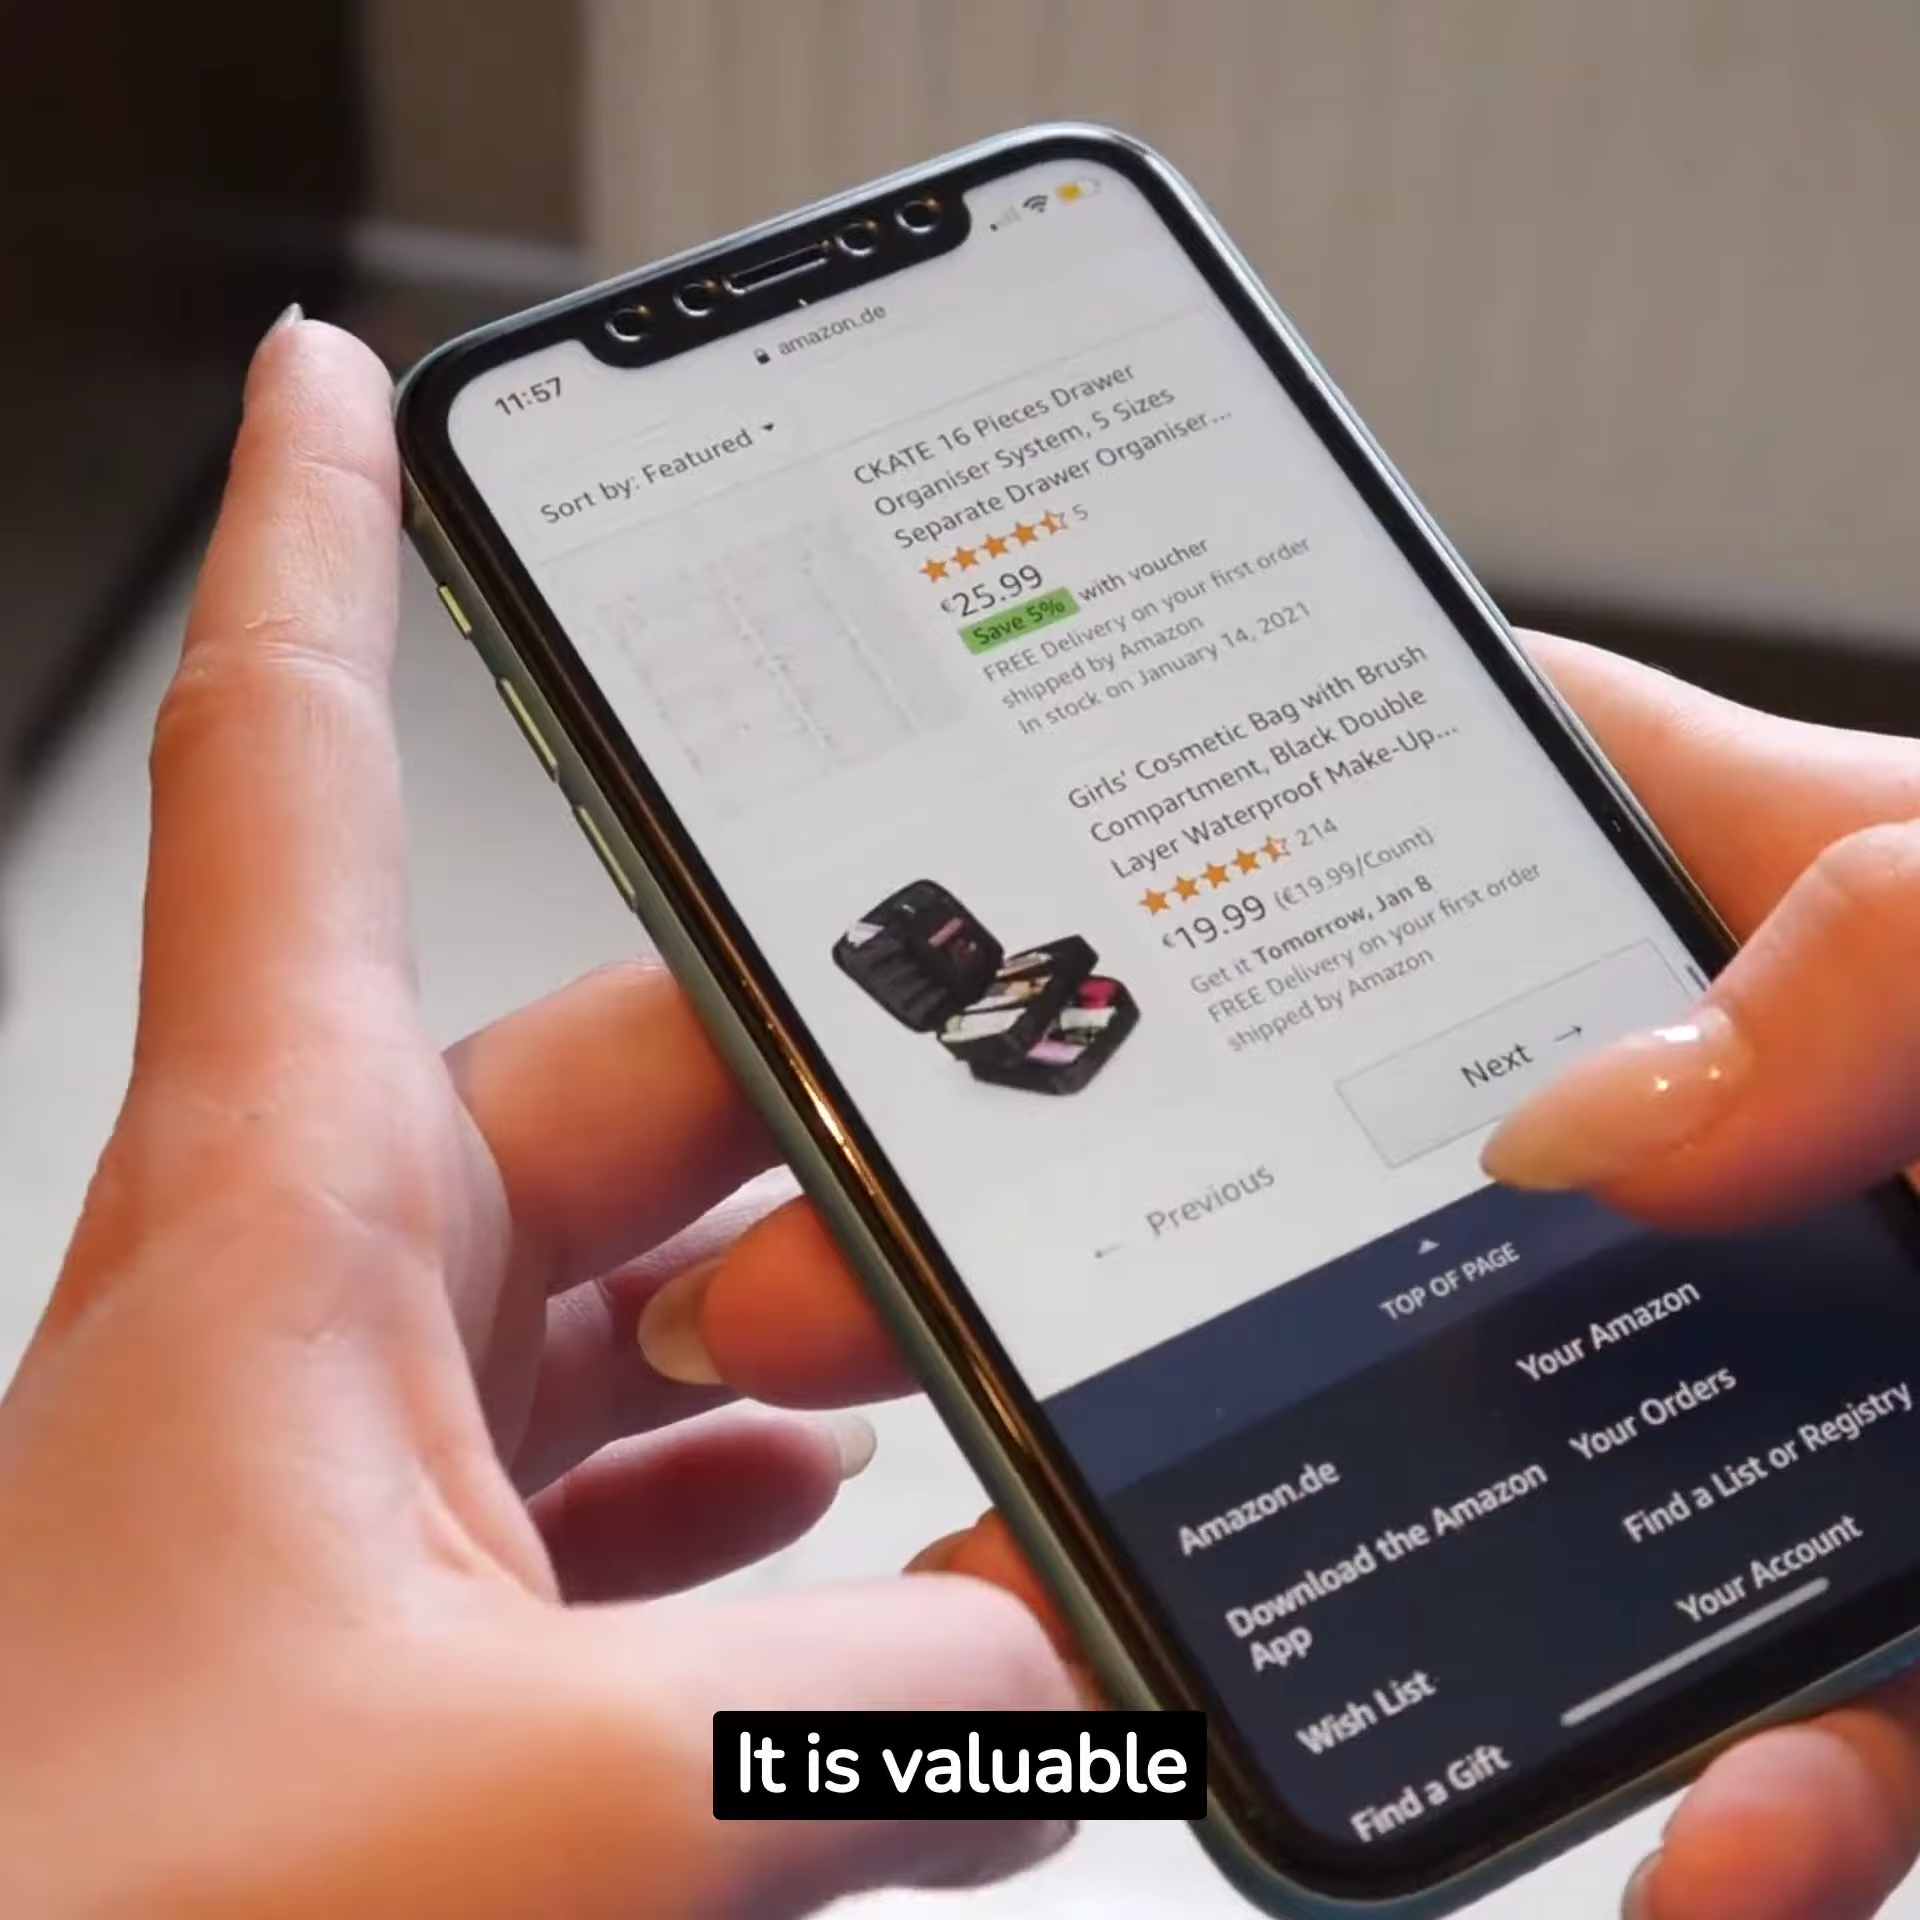 11:57
amazon.de
Sort by: Featured
CKATE 16 Pieces Drawer
Organiser System, 5 Sizes
Separate Drawer Organiser...
5
€25.99
Save 5% with voucher
FREE Delivery on your first order
shipped by Amazon
In stock on January 14, 2021
Girls' Cosmetic Bag with Brush
Compartment, Black Double
Layer Waterproof Make-Up...
214
€19.99 (€19.99/Count)
Get it Tomorrow, Jan 8
FREE Delivery on your first order
shipped by Amazon
← Previous
Next →
TOP OF PAGE
Amazon.de
Your Amazon
Download the Amazon
App
Your Orders
Wish List
Find a List or Registry
Find a Gift
Your Account
It is valuable